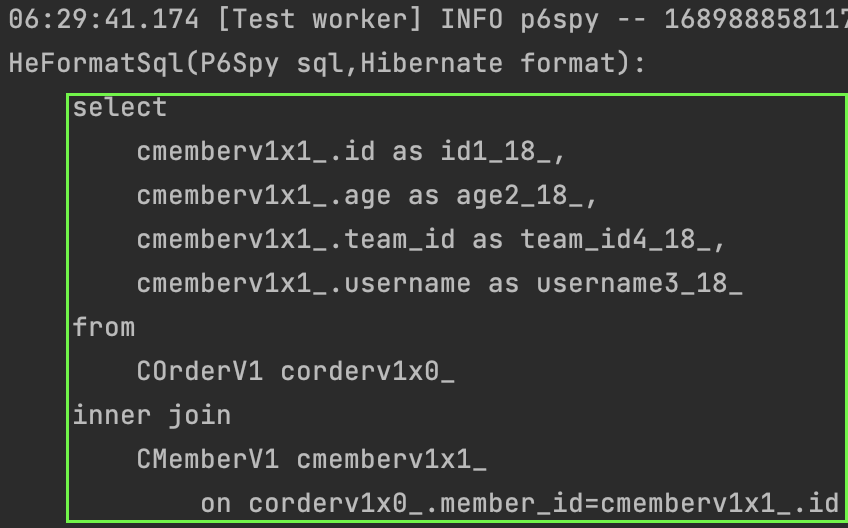 06:29:41.174 [Test worker] INFO p6spy -- 168988858117
HeFormatSql(P6Spy sql,Hibernate format):
select
cmemberv1x1_.id as id1_18_,
cmemberv1x1_.age as age2_18_,
cmemberv1x1_.team_id as team_id4_18_,
cmemberv1x1_.username as username3_18_
from
COrderV1 corderv1x0_
inner join
CMemberV1 cmemberv1x1_
on corderv1x0_.member_id=cmemberv1x1_.id